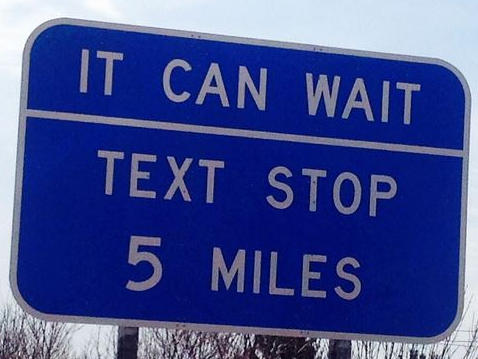 IT CAN WAIT
TEXT STOP
5 MILES